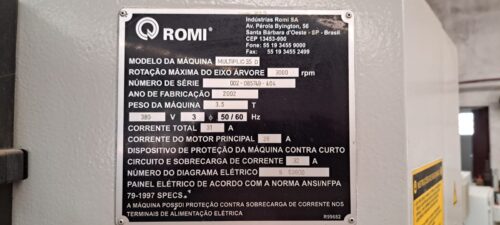 ROMI®
Indústrias Romi SA
Av. Pérola Byington, 56
Santa Bárbara d'Oeste - SP - Brasil
CEP 13453-900
Fone: 55 19 3455 9000
Fax: 55 19 3455 2499
MODELO DA MÁQUINA MULTIPLIC 35 D
ROTAÇÃO MÁXIMA DO EIXO ÁRVORE 3000 rpm
NÚMERO DE SÉRIE
ANO DE FABRICAÇÃO 2002
PESO DA MÁQUINA 3.5 T
380 V 3 ɸ 50/60 Hz
CORRENTE TOTAL 31 A
CORRENTE DO MOTOR PRINCIPAL A
DISPOSITIVO DE PROTEÇÃO DA MÁQUINA CONTRA CURTO
CIRCUITO E SOBRECARGA DE CORRENTE 32 A
NÚMERO DO DIAGRAMA ELÉTRICO
PAINEL ELÉTRICO DE ACORDO COM A NORMA ANSI/NFPA
79-1997 SPECS.
A MÁQUINA POSSUI PROTEÇÃO CONTRA SOBRECARGA DE CORRENTE NOS
TERMINAIS DE ALIMENTAÇÃO ELÉTRICA
R99682